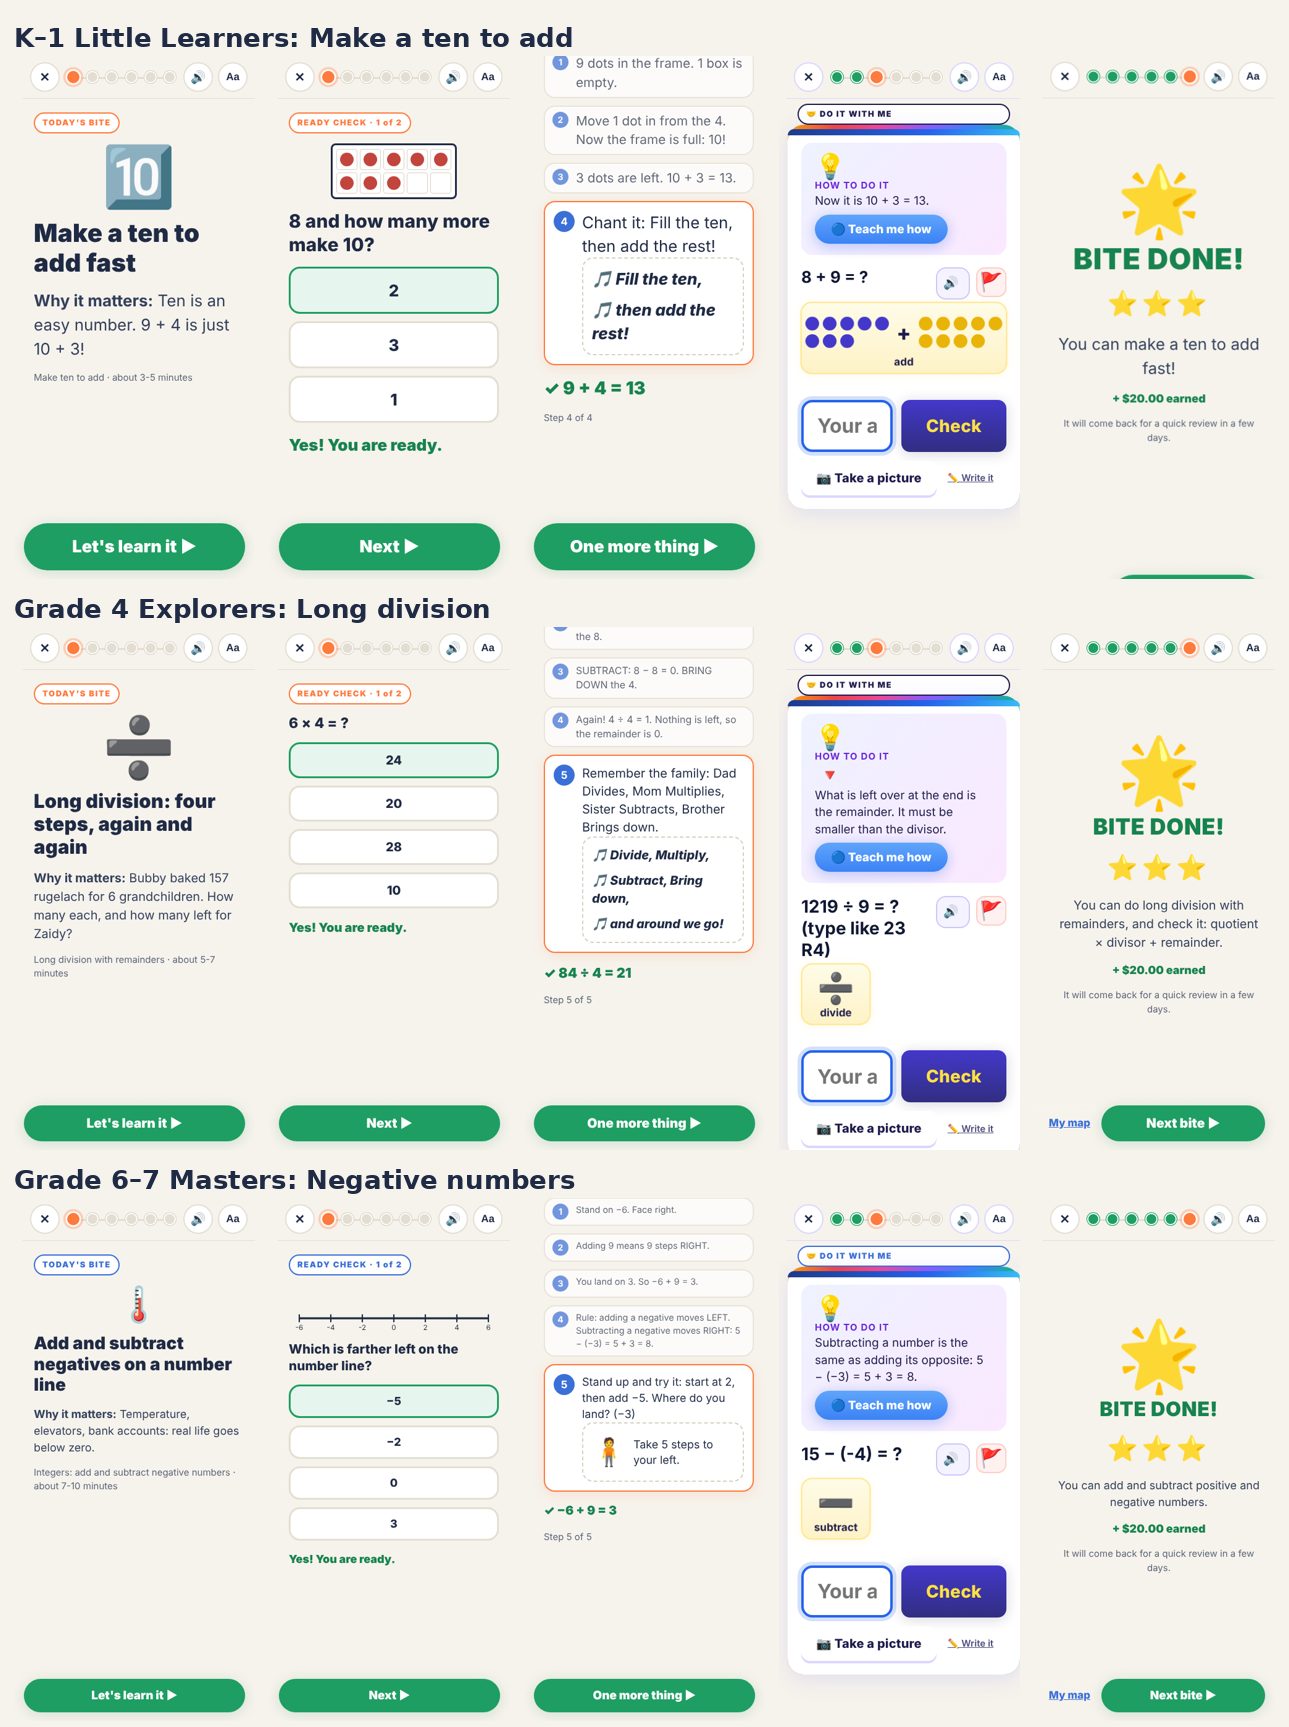 K–1 Little Learners: Make a ten to add
✕
Aa
TODAY'S BITE
10
Make a ten to
add fast
Why it matters: Ten is an
easy number. 9 + 4 is just
10 + 3!
Make ten to add · about 3-5 minutes
Let's learn it ▶
✕
Aa
READY CHECK · 1 of 2
8 and how many more
make 10?
2
3
1
Yes! You are ready.
Next ▶
1 9 dots in the frame. 1 box is
empty.
2 Move 1 dot in from the 4.
Now the frame is full: 10!
3 3 dots are left. 10 + 3 = 13.
4 Chant it: Fill the ten,
then add the rest!
🎵 Fill the ten,
🎵 then add the
rest!
✓ 9 + 4 = 13
Step 4 of 4
One more thing ▶
✕
Aa
DO IT WITH ME
HOW TO DO IT
Now it is 10 + 3 = 13.
Teach me how
8 + 9 = ?
+
add
Your a
Check
Take a picture
Write it
✕
Aa
BITE DONE!
You can make a ten to add
fast!
+ $20.00 earned
It will come back for a quick review in a few
days.
Grade 4 Explorers: Long division
✕
Aa
TODAY'S BITE
Long division: four
steps, again and
again
Why it matters: Bubby baked 157
rugelach for 6 grandchildren. How
many each, and how many left for
Zaidy?
Long division with remainders · about 5-7
minutes
Let's learn it ▶
✕
Aa
READY CHECK · 1 of 2
6 × 4 = ?
24
20
28
10
Yes! You are ready.
Next ▶
the 8.
3 SUBTRACT: 8 − 8 = 0. BRING
DOWN the 4.
4 Again! 4 ÷ 4 = 1. Nothing is left, so
the remainder is 0.
5 Remember the family: Dad
Divides, Mom Multiplies,
Sister Subtracts, Brother
Brings down.
🎵 Divide, Multiply,
🎵 Subtract, Bring
down,
🎵 and around we go!
✓ 84 ÷ 4 = 21
Step 5 of 5
One more thing ▶
✕
Aa
DO IT WITH ME
HOW TO DO IT
What is left over at the end is
the remainder. It must be
smaller than the divisor.
Teach me how
1219 ÷ 9 = ?
(type like 23
R4)
divide
Your a
Check
Take a picture
Write it
✕
Aa
BITE DONE!
You can do long division with
remainders, and check it: quotient
× divisor + remainder.
+ $20.00 earned
It will come back for a quick review in a few
days.
My map
Next bite ▶
Grade 6–7 Masters: Negative numbers
✕
Aa
TODAY'S BITE
Add and subtract
negatives on a number
line
Why it matters: Temperature,
elevators, bank accounts: real life goes
below zero.
Integers: add and subtract negative numbers ·
about 7-10 minutes
Let's learn it ▶
✕
Aa
READY CHECK · 1 of 2
-6 -4 -2 0 2 4 6
Which is farther left on the
number line?
−5
−2
0
3
Yes! You are ready.
Next ▶
1 Stand on −6. Face right.
2 Adding 9 means 9 steps RIGHT.
3 You land on 3. So −6 + 9 = 3.
4 Rule: adding a negative moves LEFT.
Subtracting a negative moves RIGHT: 5
− (−3) = 5 + 3 = 8.
5 Stand up and try it: start at 2,
then add −5. Where do you
land? (−3)
Take 5 steps to
your left.
✓ −6 + 9 = 3
Step 5 of 5
One more thing ▶
✕
Aa
DO IT WITH ME
HOW TO DO IT
Subtracting a number is the
same as adding its opposite: 5
− (−3) = 5 + 3 = 8.
Teach me how
15 − (-4) = ?
subtract
Your a
Check
Take a picture
Write it
✕
Aa
BITE DONE!
You can add and subtract positive and
negative numbers.
+ $20.00 earned
It will come back for a quick review in a few
days.
My map
Next bite ▶